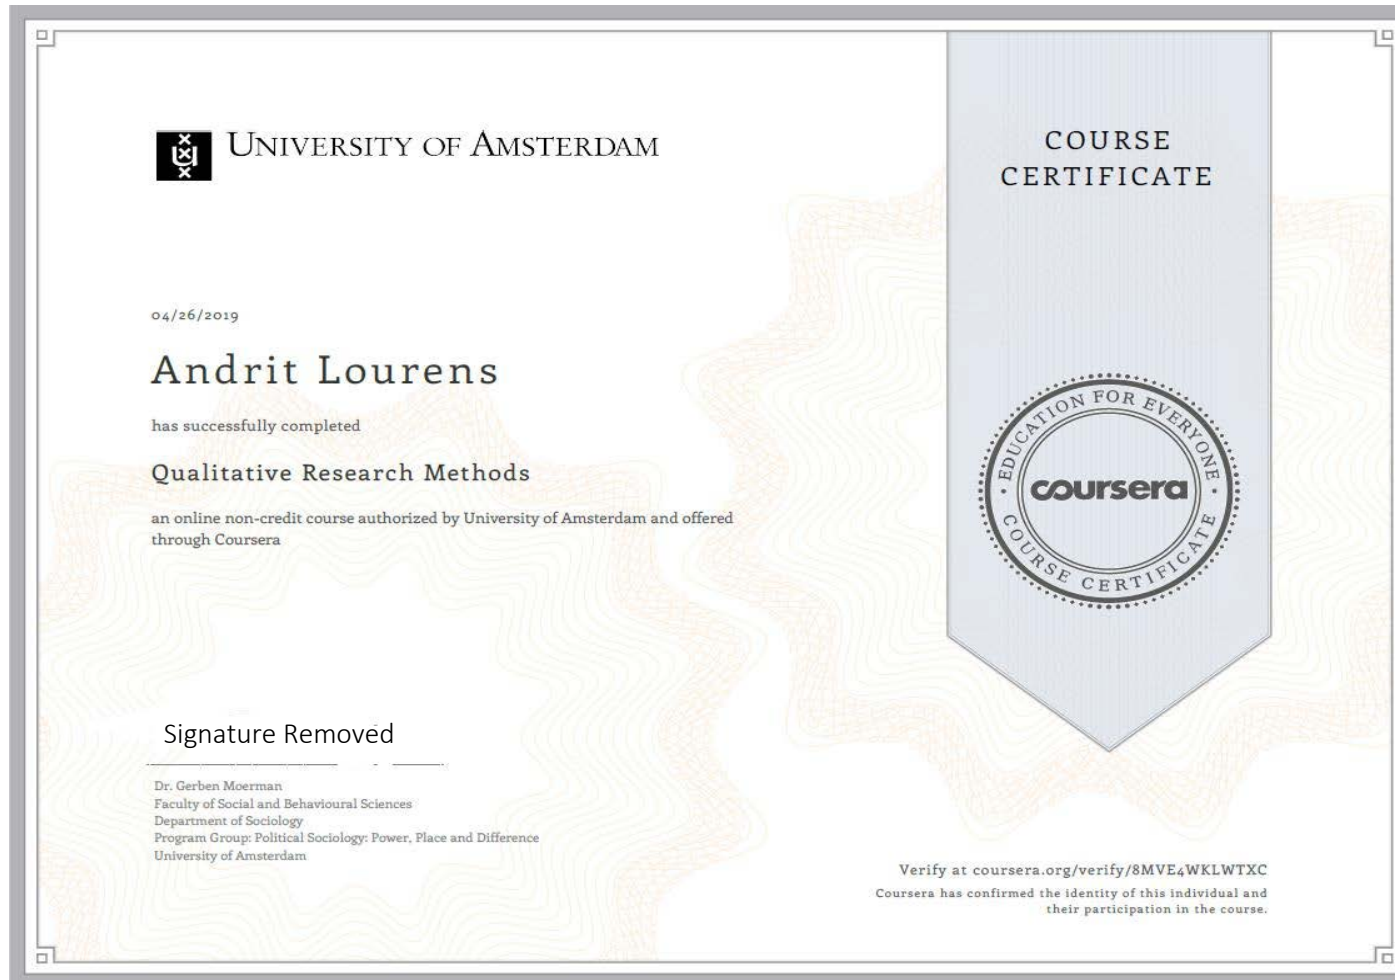 UNIVERSITY OF AMSTERDAM
COURSE
CERTIFICATE
04/26/2019
Andrit Lourens
has successfully completed
Qualitative Research Methods
an online non-credit course authorized by University of Amsterdam and offered
through Coursera
EDUCATION FOR EVERYONE
coursera
COURSE CERTIFICATE
Signature Removed
Dr. Gerben Moerman
Faculty of Social and Behavioural Sciences
Department of Sociology
Program Group: Political Sociology: Power, Place and Difference
University of Amsterdam
Verify at coursera.org/verify/8MVE4WKLWTXC
Coursera has confirmed the identity of this individual and
their participation in the course.